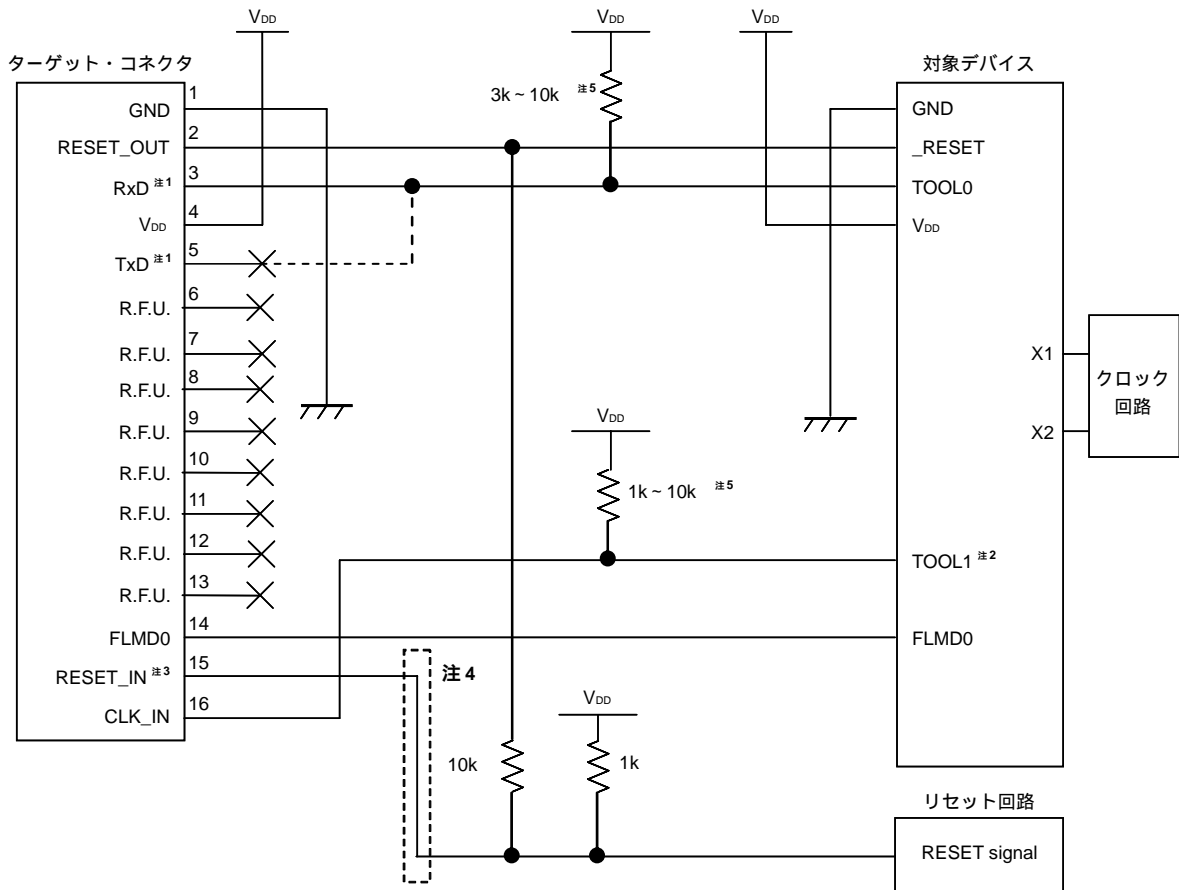 VDD
VDD
VDD
ターゲット・コネクタ
対象デバイス
1
GND
2
RESET_OUT
3
RxD 注1
4
VDD
5
TxD 注1
6
R.F.U.
7
R.F.U.
8
R.F.U.
9
R.F.U.
10
R.F.U.
11
R.F.U.
12
R.F.U.
13
R.F.U.
14
FLMD0
15
RESET_IN 注3
16
CLK_IN
3k ~ 10k 注5
VDD
1k ~ 10k 注5
注4
VDD
10k
1k
GND
_RESET
TOOL0
VDD
X1
X2
クロック
回路
TOOL1 注2
FLMD0
リセット回路
RESET signal